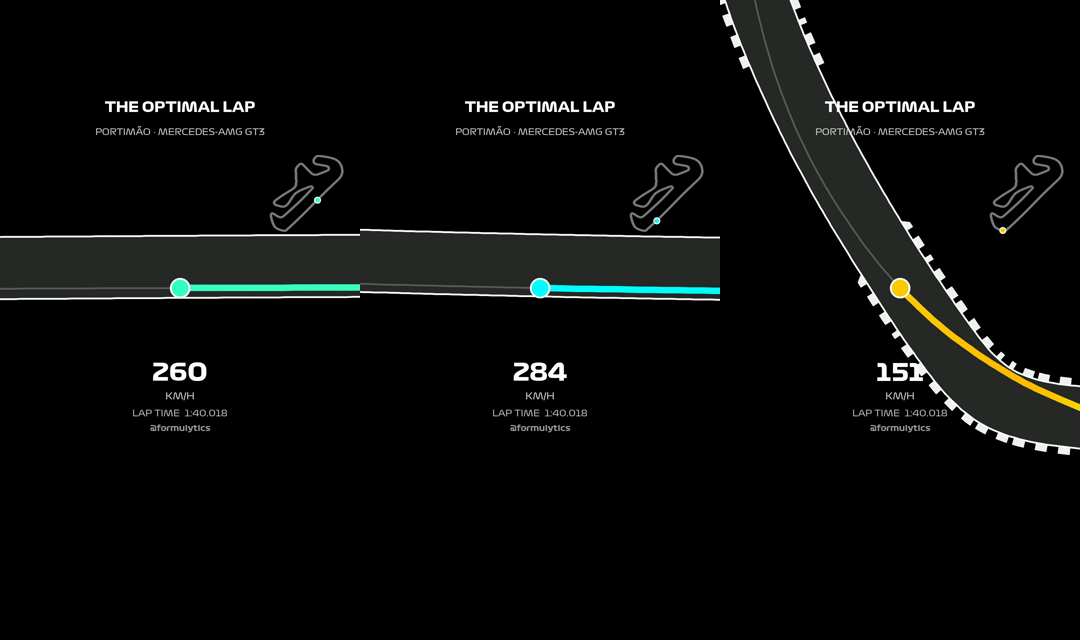 THE OPTIMAL LAP
PORTIMÃO · MERCEDES-AMG GT3
260
KM/H
LAP TIME 1:40.018
@formulytics
THE OPTIMAL LAP
PORTIMÃO · MERCEDES-AMG GT3
284
KM/H
LAP TIME 1:40.018
@formulytics
THE OPTIMAL LAP
PORTIMÃO · MERCEDES-AMG GT3
151
KM/H
LAP TIME 1:40.018
@formulytics